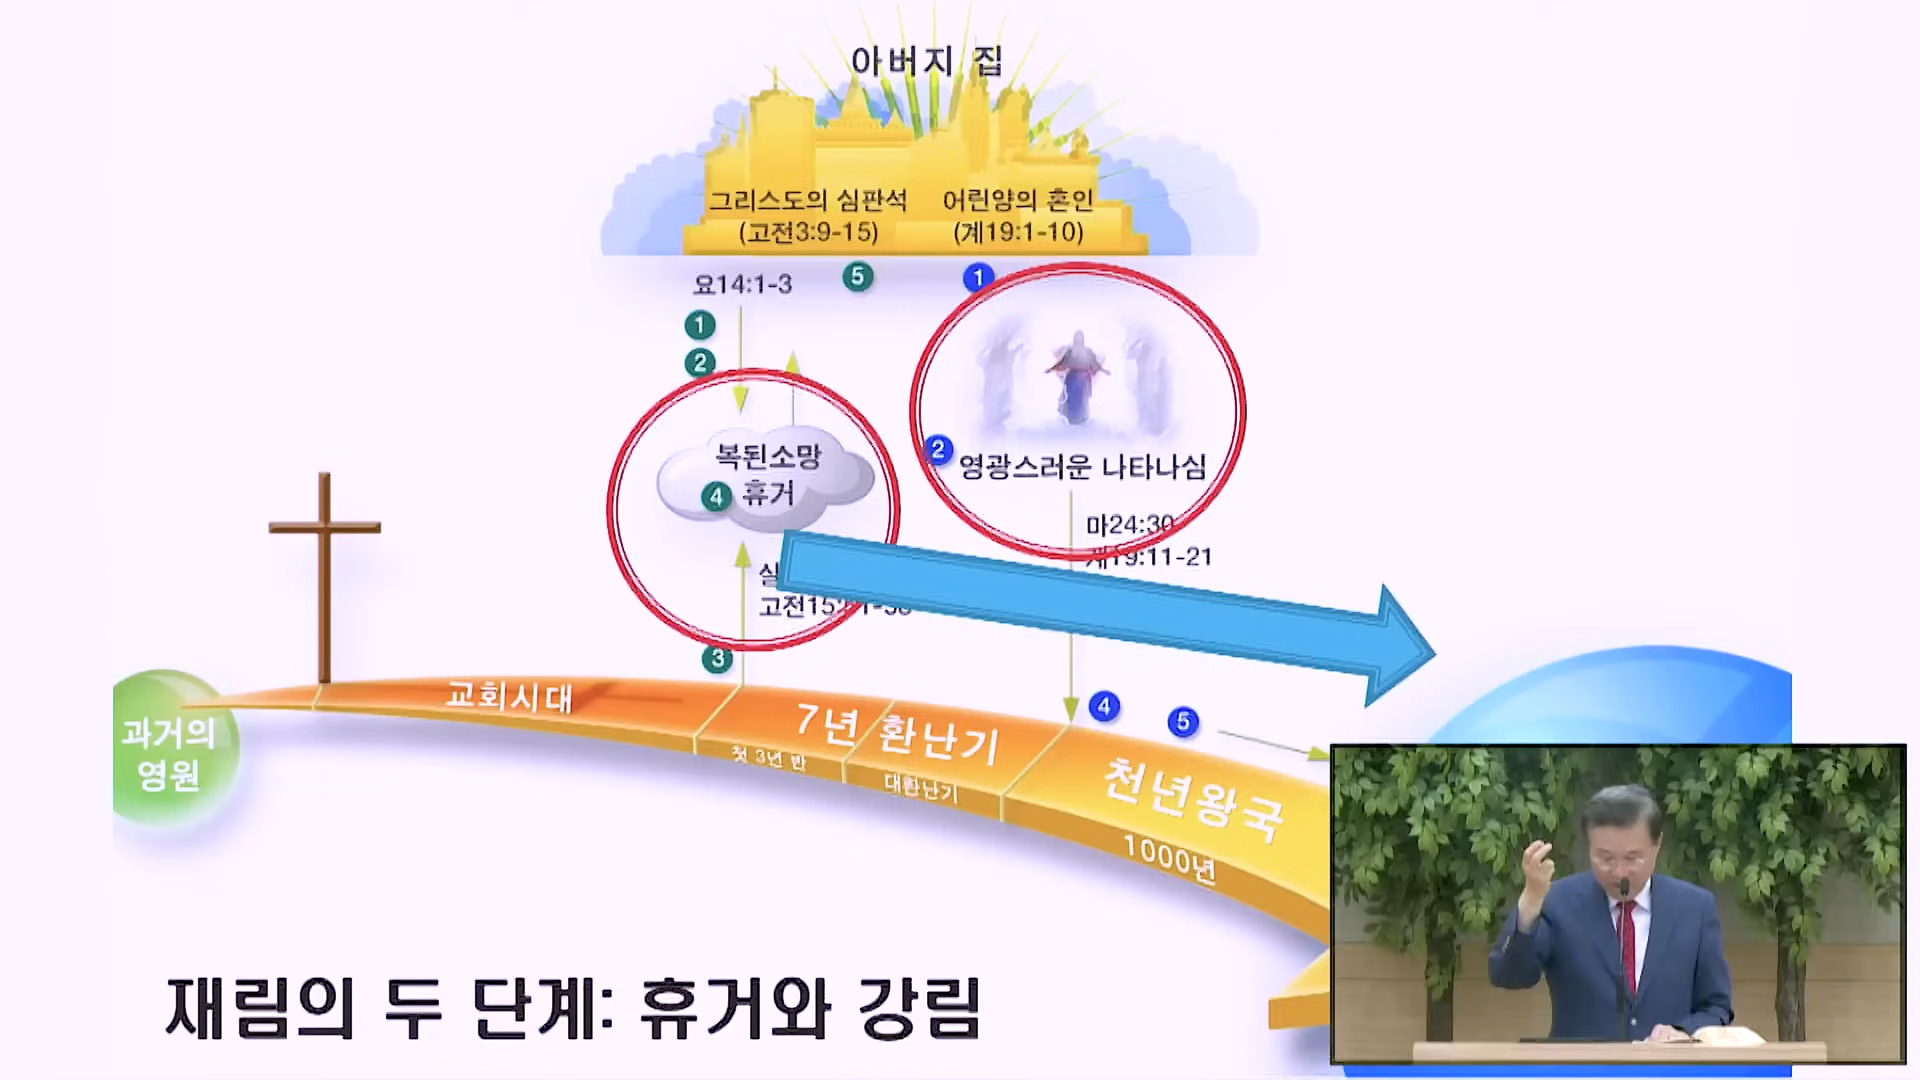 아버지 집
그리스도의 심판석
(고전3:9-15)
어린양의 혼인
(계19:1-10)
요14:1-3
5
1
1
2
복된소망
4 휴거
2 영광스러운 나타나심
마24:30
계19:11-21
고전15:
3
4
5
과거의
영원
교회시대
7년 환난기
첫 3년 반
대환난기
천년왕국
1000년
재림의 두 단계: 휴거와 강림